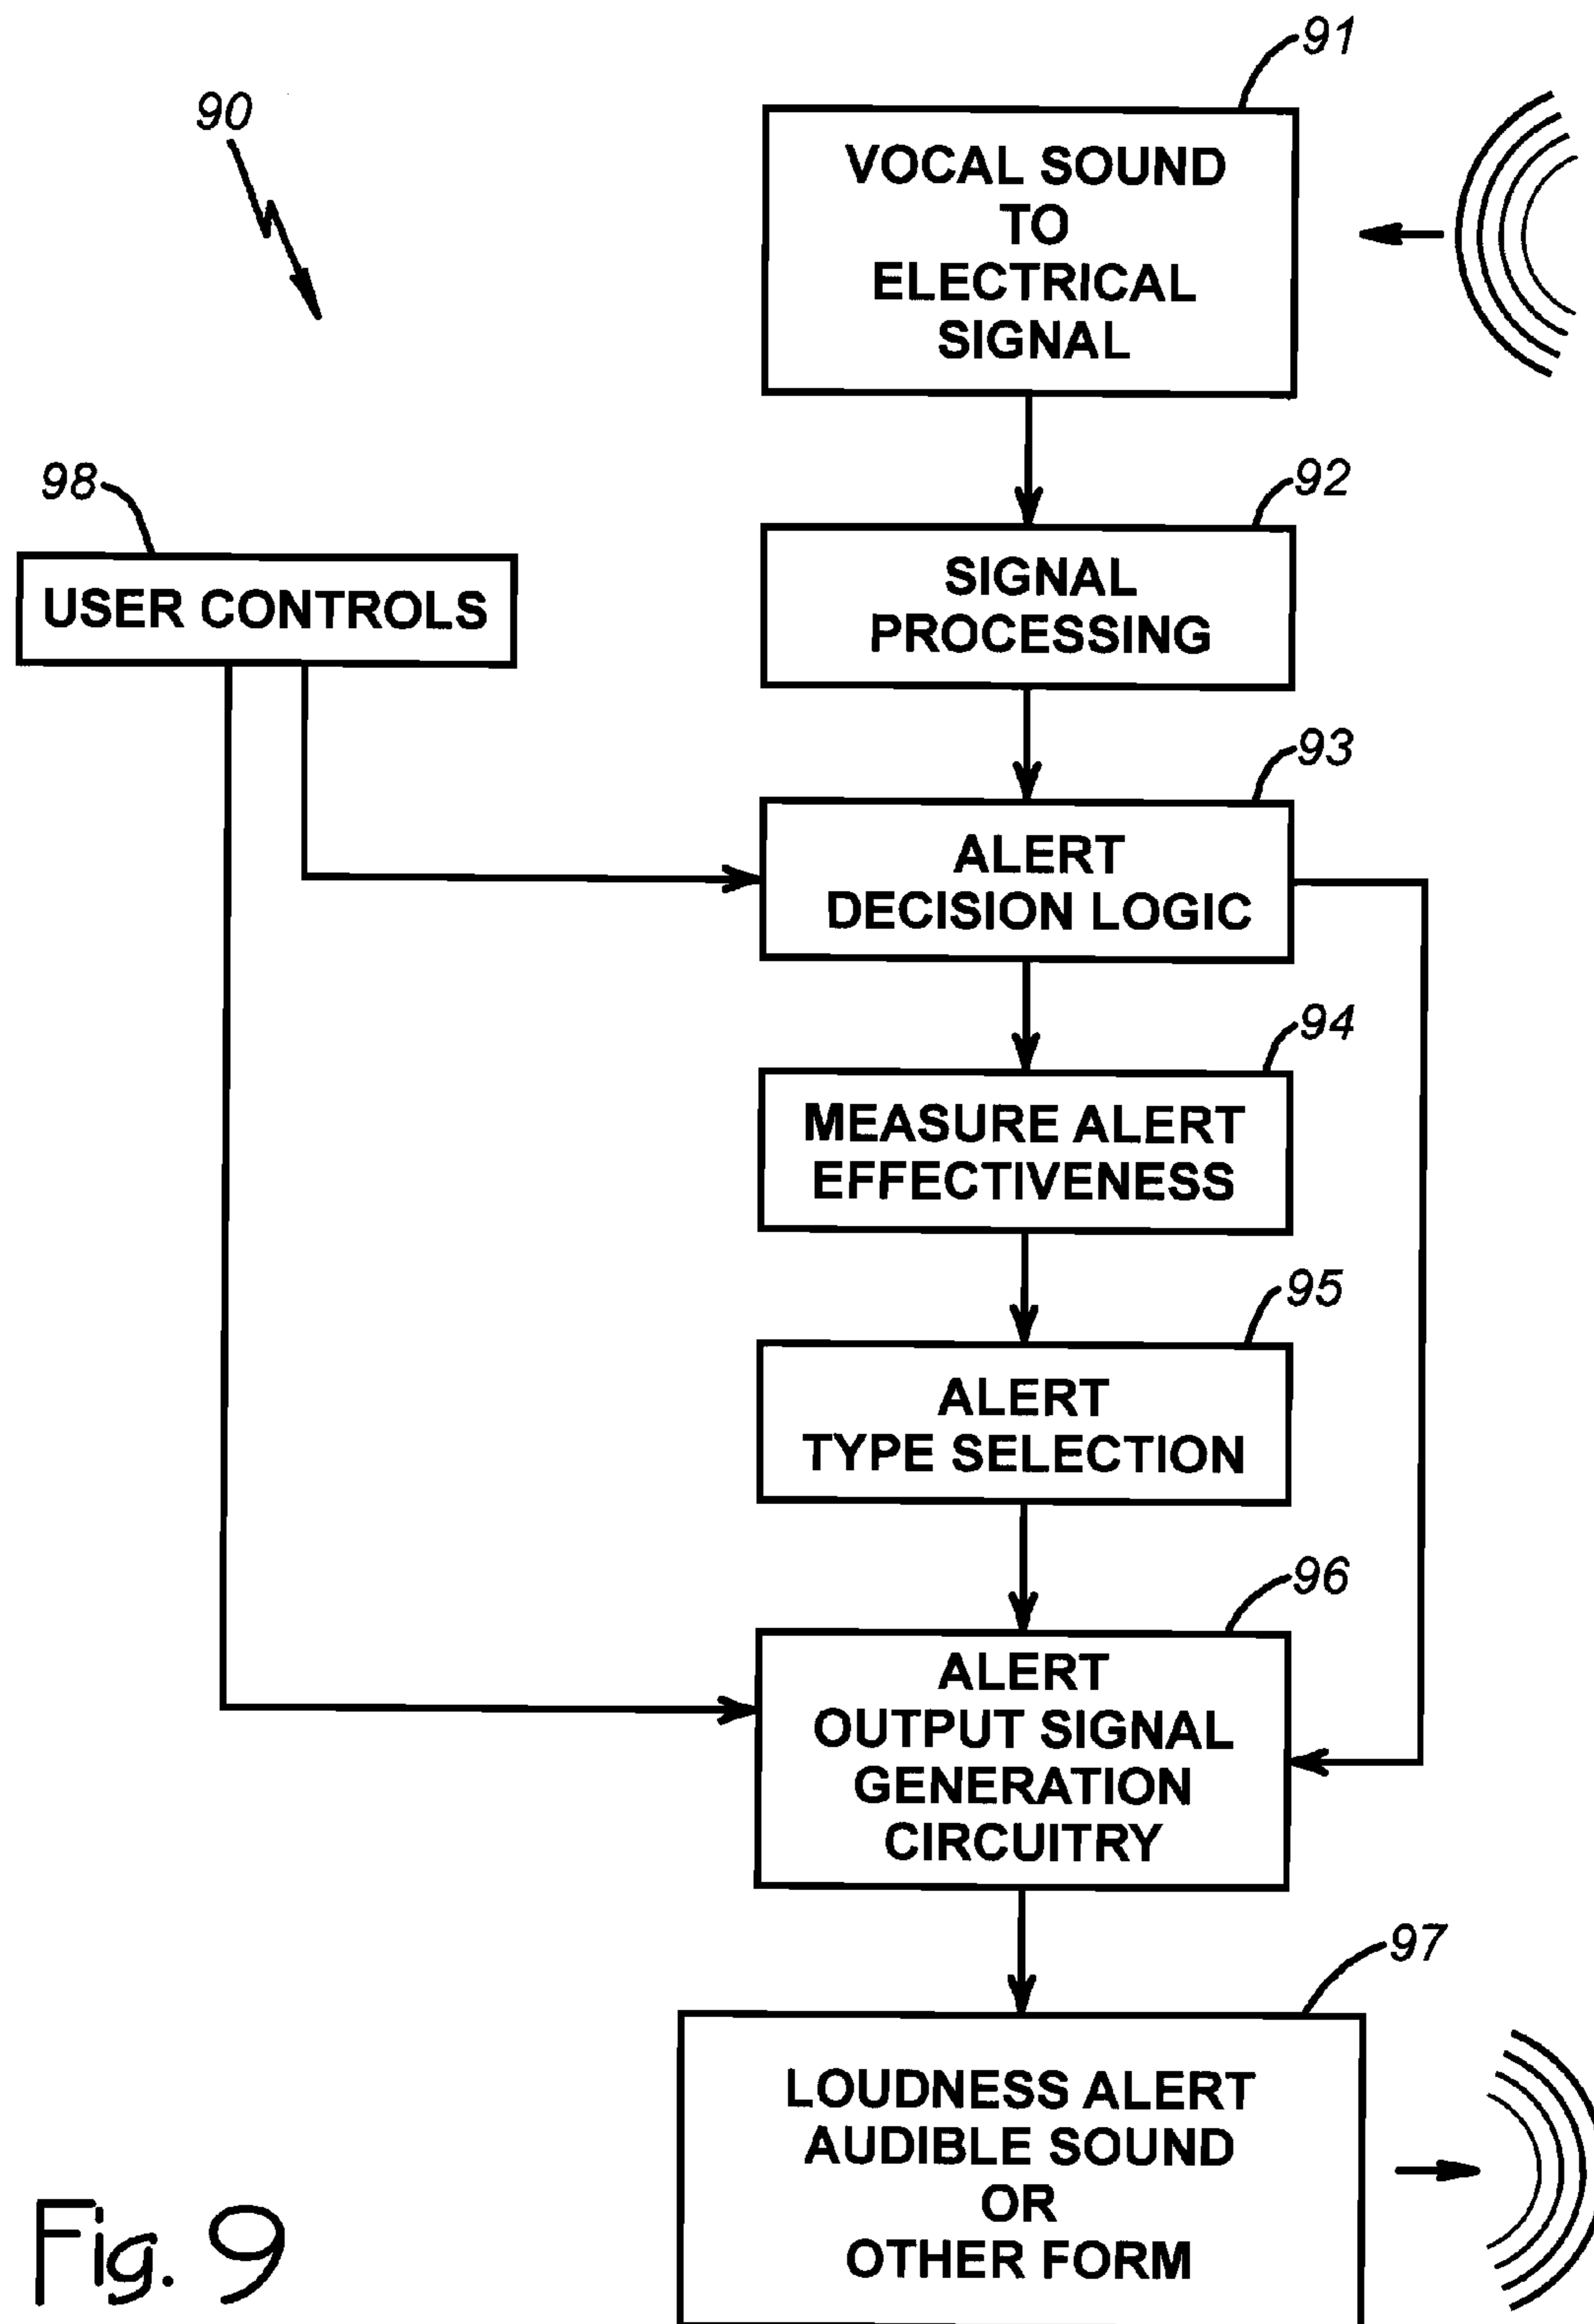 91
90
VOCAL SOUND
TO
ELECTRICAL
SIGNAL
98
92
USER CONTROLS
SIGNAL
PROCESSING
93
ALERT
DECISION LOGIC
94
MEASURE ALERT
EFFECTIVENESS
95
ALERT
TYPE SELECTION
96
ALERT
OUTPUT SIGNAL
GENERATION
CIRCUITRY
97
LOUDNESS ALERT
AUDIBLE SOUND
OR
OTHER FORM
Fig. 9